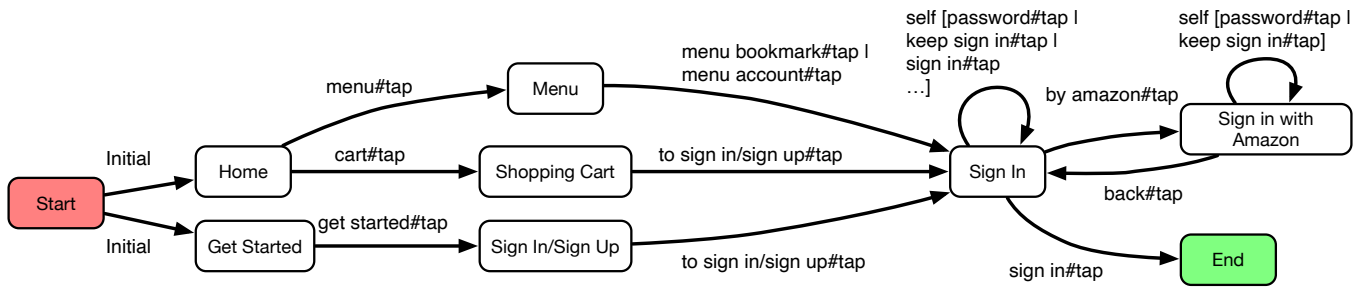 self [password#tap |
keep sign in#tap |
sign in#tap
…]
self [password#tap |
keep sign in#tap]
menu bookmark#tap |
menu account#tap
menu#tap
Menu
by amazon#tap
Sign in with
Amazon
Initial
Home
cart#tap
Shopping Cart
to sign in/sign up#tap
Sign In
back#tap
Start
Initial
Get Started
get started#tap
Sign In/Sign Up
to sign in/sign up#tap
sign in#tap
End